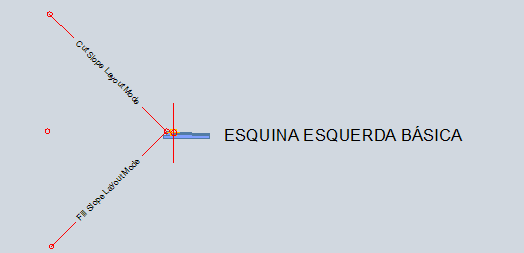 Cut Slope Layout Mode
ESQUINA ESQUERDA BÁSICA
Fill Slope Layout Mode